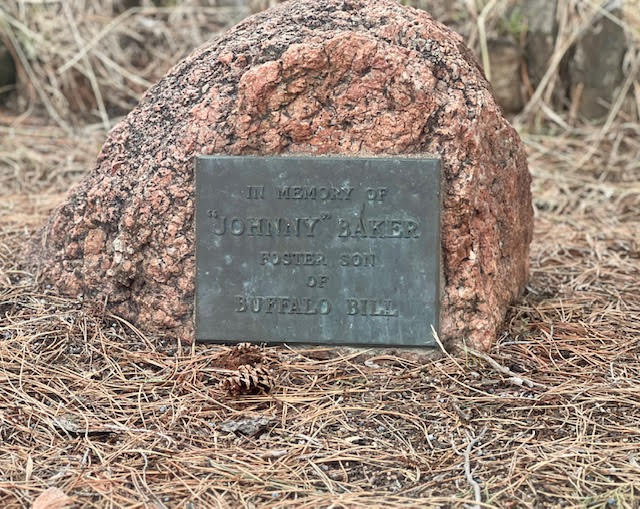 IN MEMORY OF
"JOHNNY" BAKER
FOSTER SON
OF
BUFFALO BILL